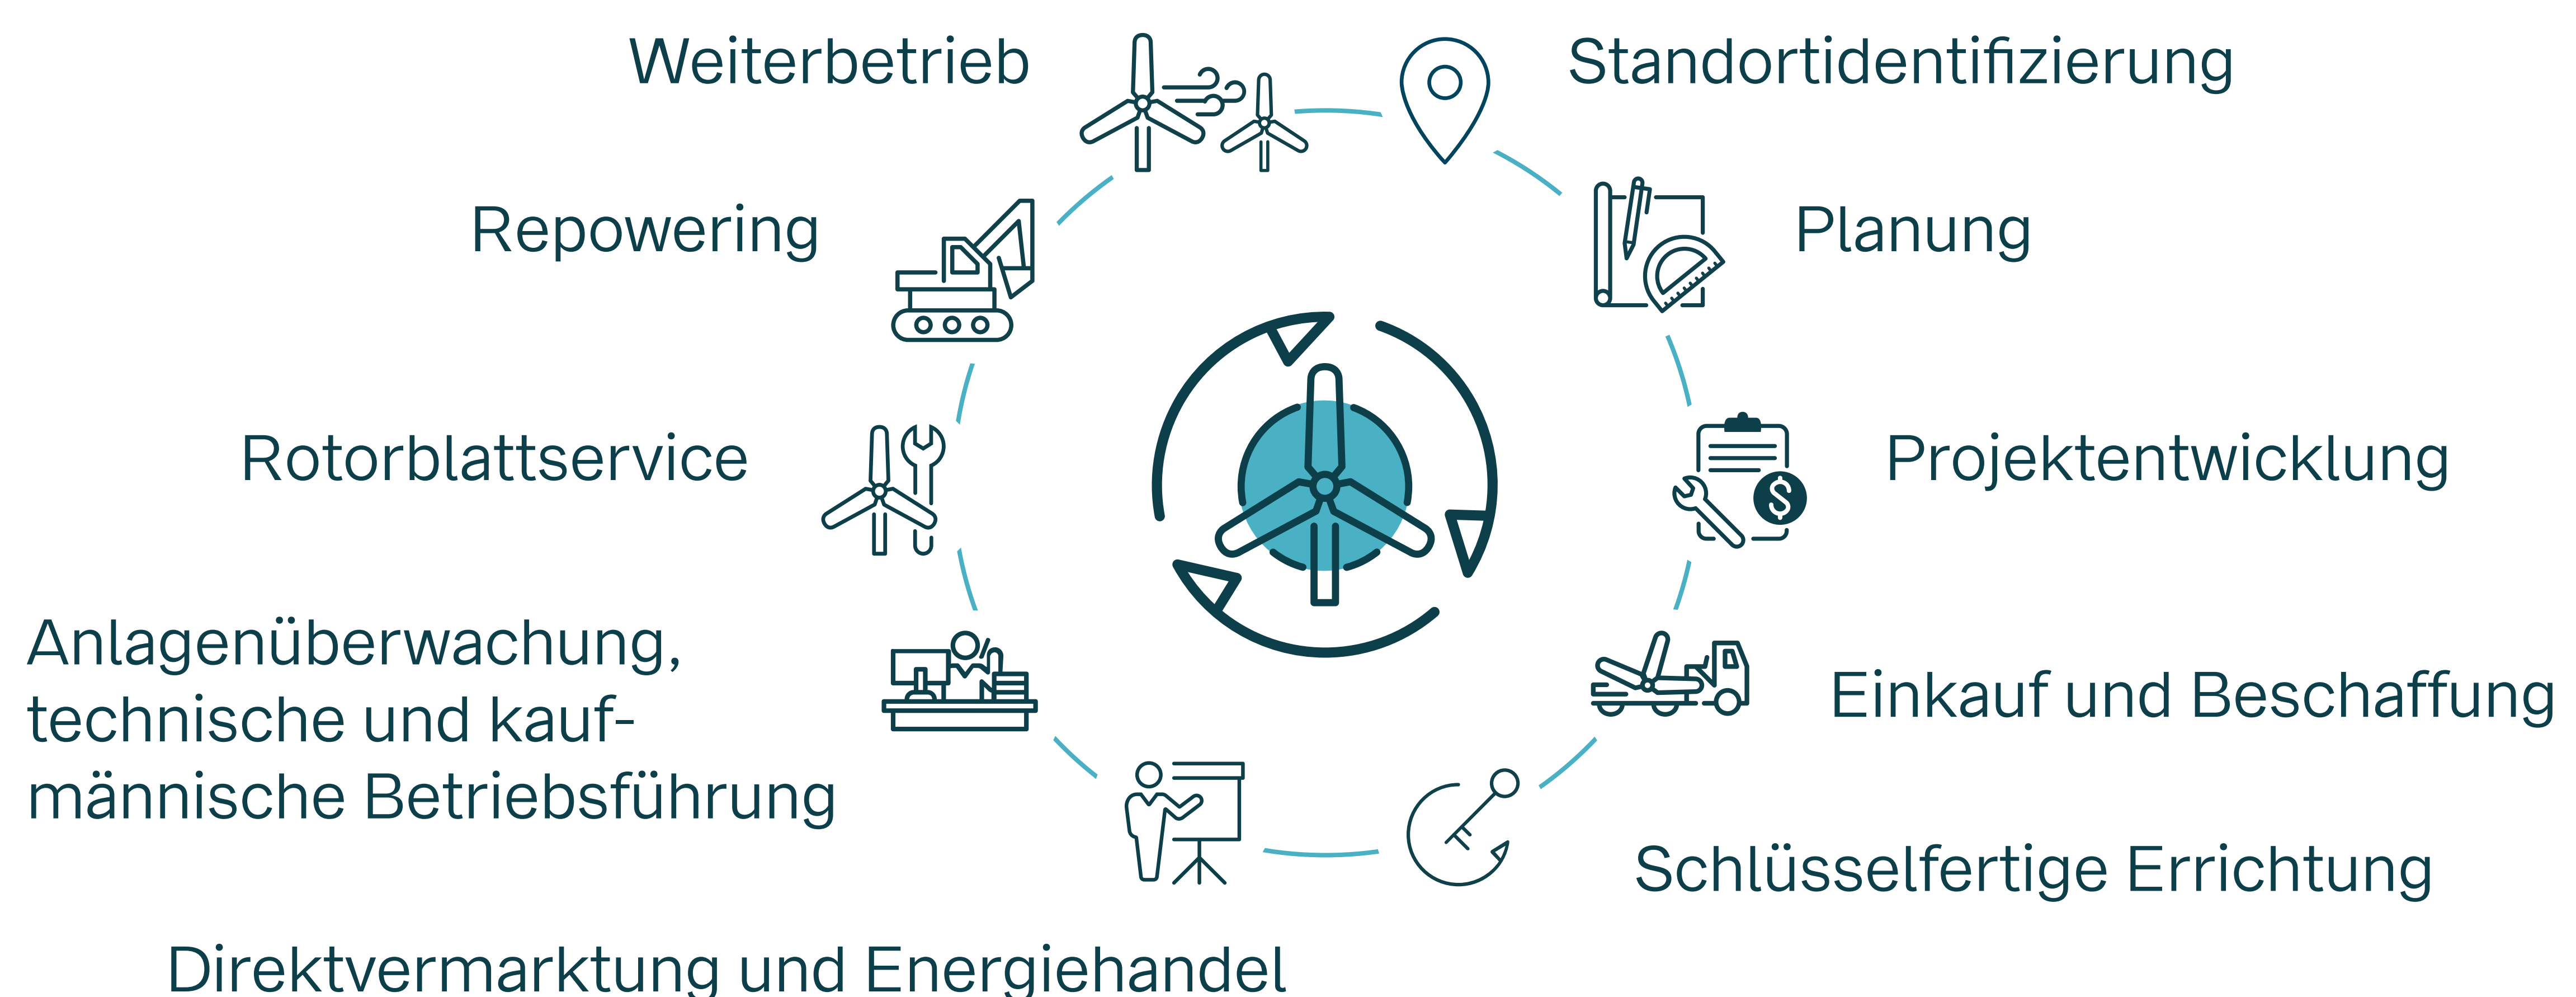 Weiterbetrieb
Standortidentifizierung
Repowering
Planung
Rotorblattservice
Projektentwicklung
Anlagenüberwachung,
technische und kauf-
männische Betriebsführung
Einkauf und Beschaffung
$
Schlüsselfertige Errichtung
Direktvermarktung und Energiehandel